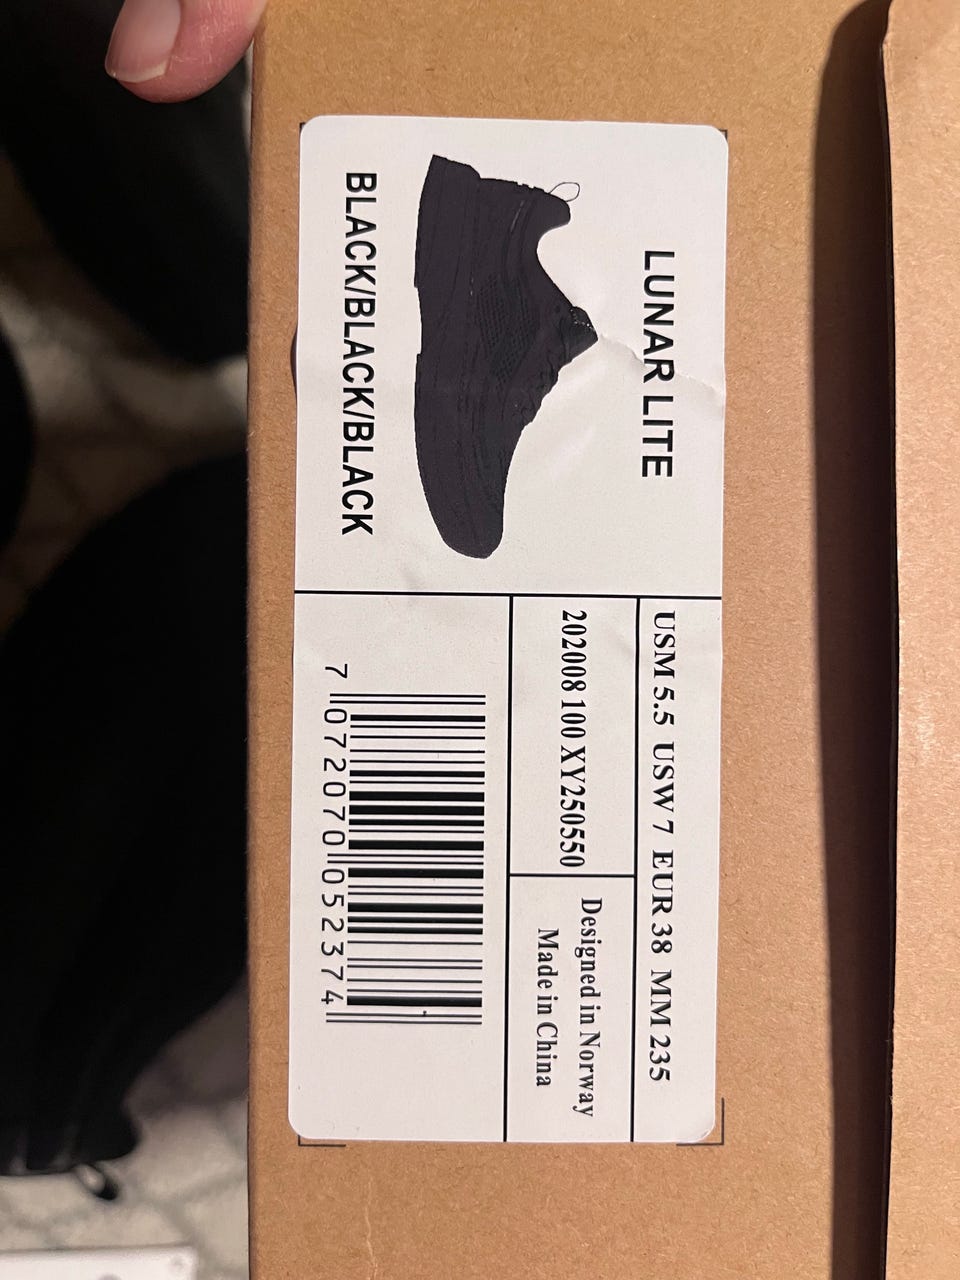 LUNAR LITE
BLACK/BLACK/BLACK
USM 5.5 USW 7 EUR 38 MM 235
202008 100 XY250550
Designed in Norway
Made in China
7 072070 052374